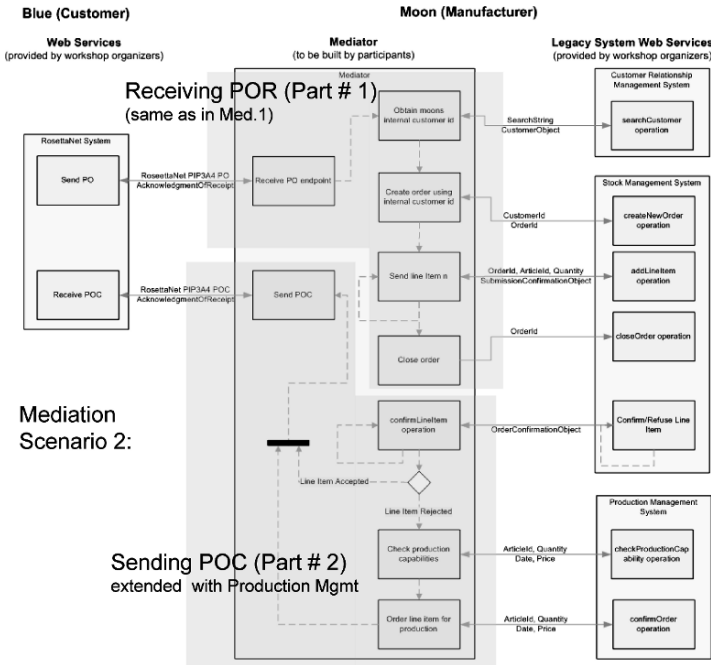 Blue (Customer)
Moon (Manufacturer)
Web Services
(provided by workshop organizers)
Mediator
(to be built by participants)
Legacy System Web Services
(provided by workshop organizers)
Mediator
Receiving POR (Part # 1)
(same as in Med.1)
Customer Relationship
Management System
Obtain moons
internal customer id
SearchString
CustomerObject
searchCustomer
operation
RosettaNet System
Send PO
RosettaNet PIP3A4 PO
AcknowledgmentOfReceipt
Receive PO endpoint
Create order using
internal customer id
Stock Management System
CustomerId
OrderId
createNewOrder
operation
Receive POC
RosettaNet PIP3A4 POC
AcknowledgmentOfReceipt
Send POC
Send line Item n
OrderId, ArticleId, Quantity
SubmissionConfirmationObject
addLineItem
operation
Close order
OrderId
closeOrder operation
Mediation
Scenario 2:
confirmLineItem
operation
OrderConfirmationObject
Confirm/Refuse Line
Item
Line Item Accepted
Line Item Rejected
Production Management
System
Sending POC (Part # 2)
extended with Production Mgmt
Check production
capabilities
ArticleId, Quantity
Date, Price
checkProductionCap
ability operation
Order line item for
production
ArticleId, Quantity
Date, Price
confirmOrder
operation